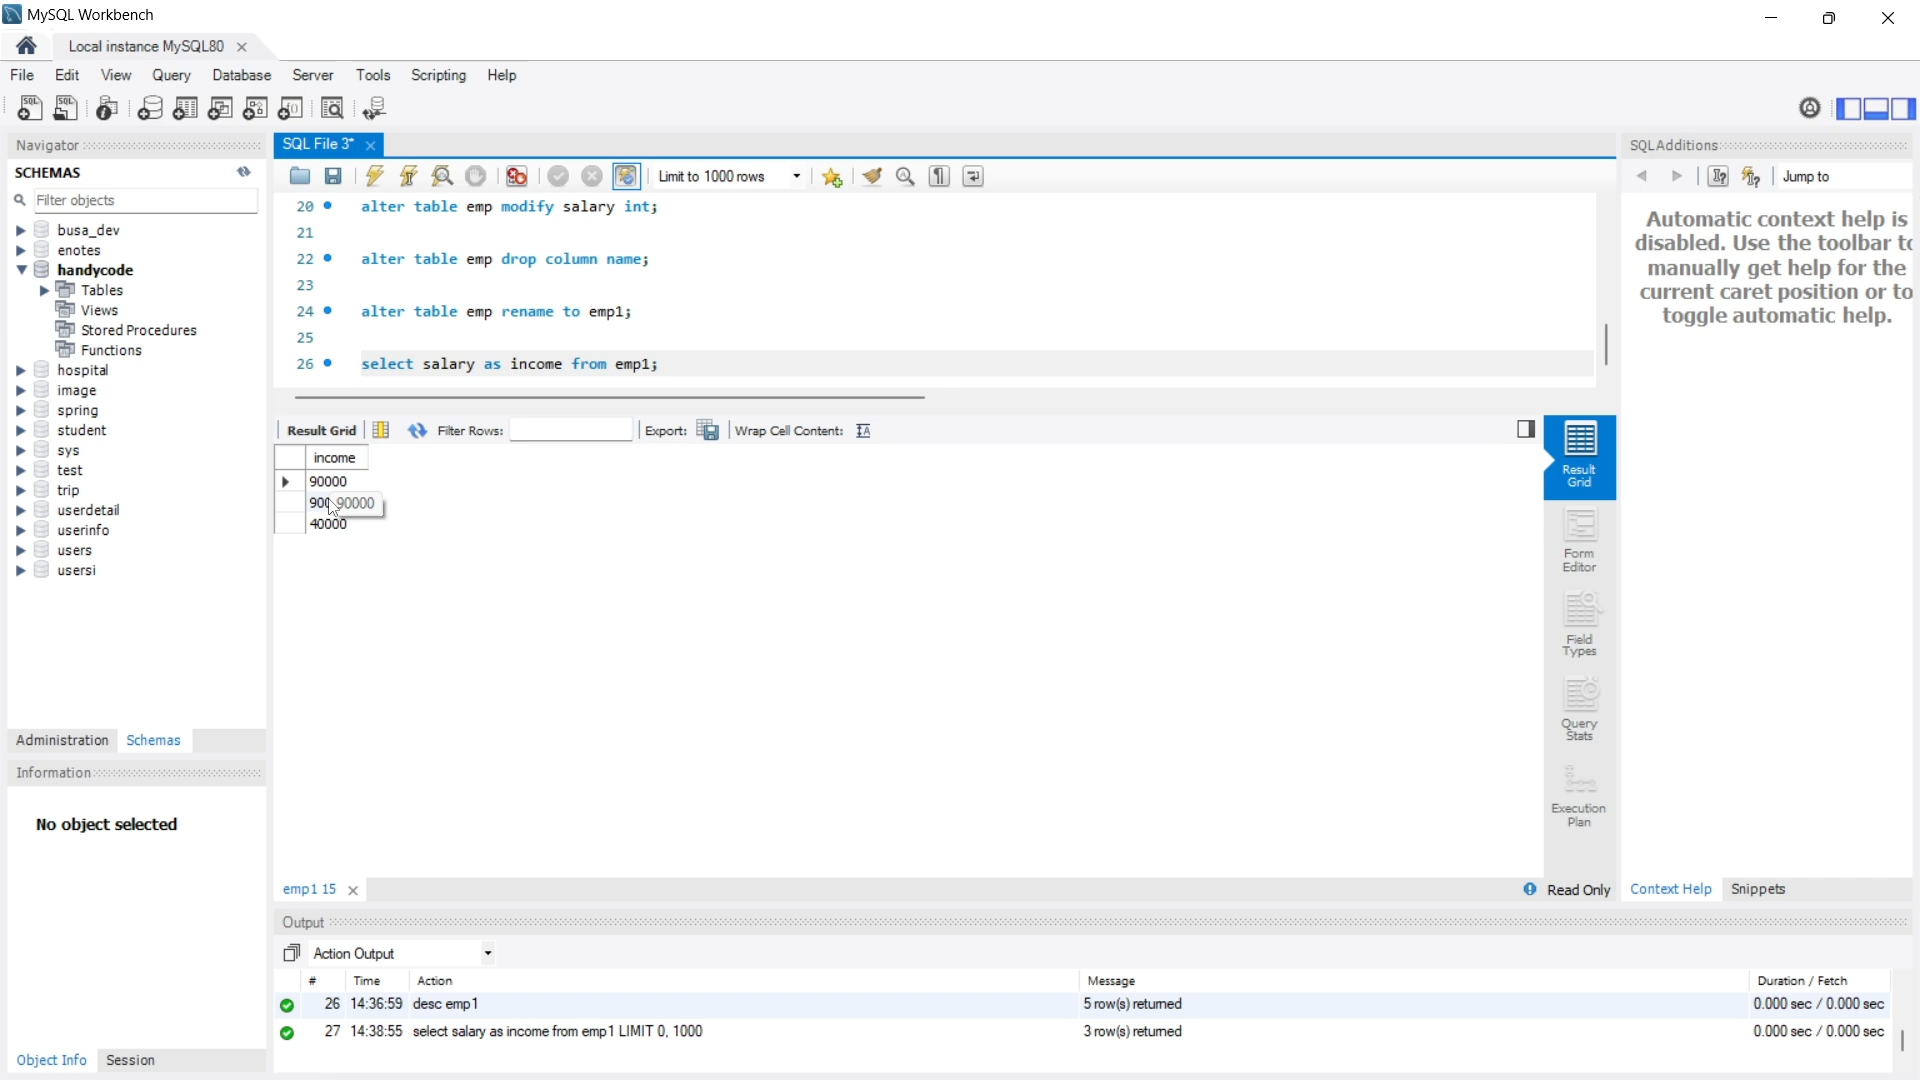 MySQL Workbench
Local instance MySQL80
File Edit View Query Database Server Tools Scripting Help
Navigator
SCHEMAS
Filter objects
busa_dev
enotes
handycode
Tables
Views
Stored Procedures
Functions
hospital
image
spring
student
sys
test
trip
userdetail
userinfo
users
usersi
Administration Schemas
Information
No object selected
Object Info Session
SQL File 3*
Limit to 1000 rows
20 alter table emp modify salary int;
21
22 alter table emp drop column name;
23
24 alter table emp rename to emp1;
25
26 select salary as income from emp1;
Result Grid Filter Rows: Export: Wrap Cell Content:
income
90000
900 90000
40000
Result
Grid
Form
Editor
Field
Types
Query
Stats
Execution
Plan
emp1 15
Read Only
SQLAdditions
Jump to
Automatic context help is
disabled. Use the toolbar to
manually get help for the
current caret position or to
toggle automatic help.
Context Help Snippets
Output
Action Output
# Time Action Message Duration / Fetch
26 14:36:59 desc emp1 5 row(s) returned 0.000 sec / 0.000 sec
27 14:38:55 select salary as income from emp1 LIMIT 0, 1000 3 row(s) returned 0.000 sec / 0.000 sec